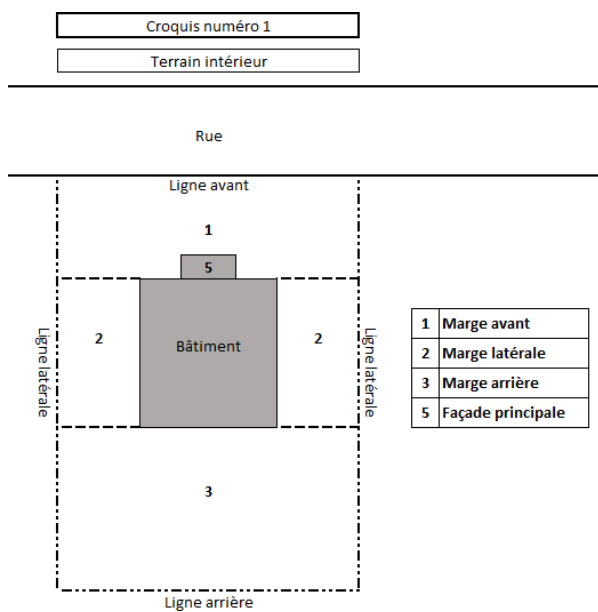 Croquis numéro 1
Terrain intérieur
Rue
Ligne avant
1
5
2
Bâtiment
2
Ligne latérale
Ligne latérale
3
Ligne arrière
1 Marge avant
2 Marge latérale
3 Marge arrière
5 Façade principale